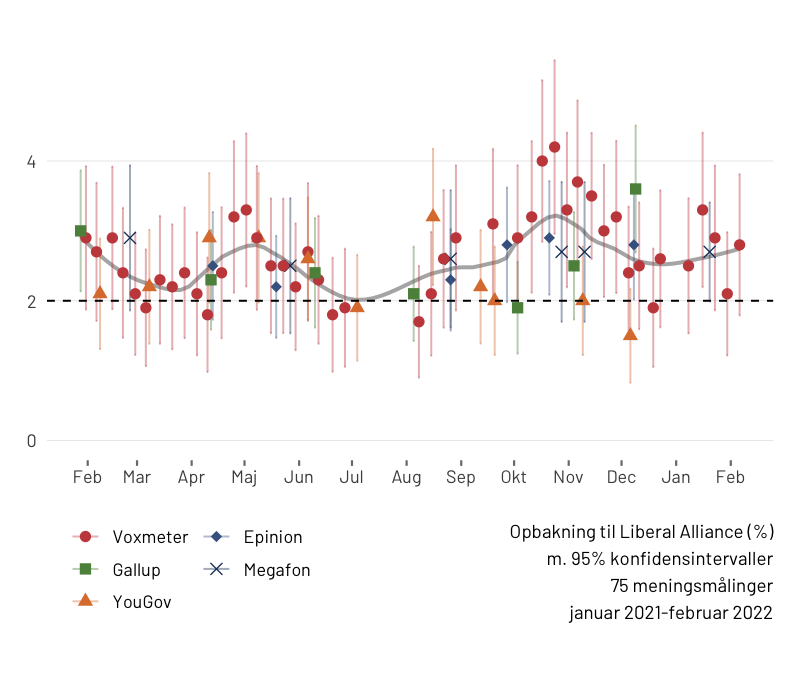 4
2
0
Feb Mar Apr Maj Jun Jul Aug Sep Okt Nov Dec Jan Feb
Voxmeter Epinion
Gallup Megafon
YouGov
Opbakning til Liberal Alliance (%)
m. 95% konfidensintervaller
75 meningsmålinger
januar 2021-februar 2022